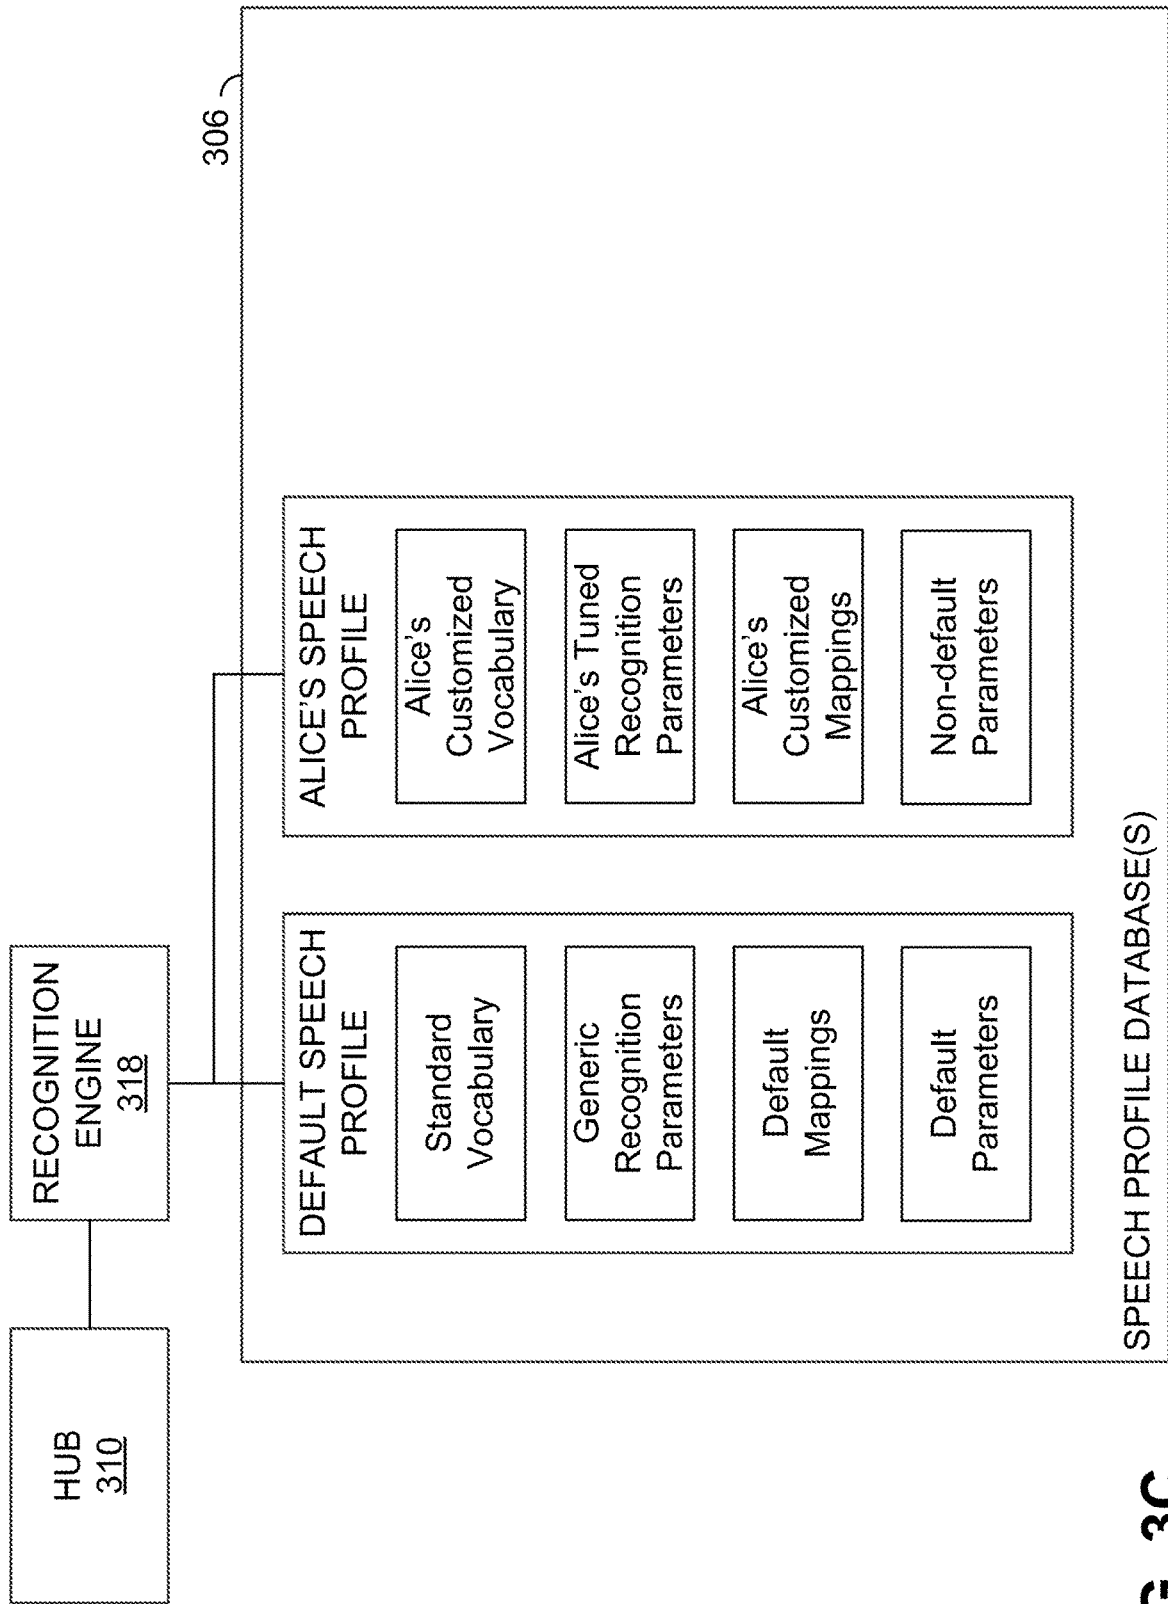 HUB
310
RECOGNITION
ENGINE
318
306
DEFAULT SPEECH
PROFILE
Standard
Vocabulary
Generic
Recognition
Parameters
Default
Mappings
Default
Parameters
ALICE'S SPEECH
PROFILE
Alice's
Customized
Vocabulary
Alice's Tuned
Recognition
Parameters
Alice's
Customized
Mappings
Non-default
Parameters
SPEECH PROFILE DATABASE(S)
G. 3C